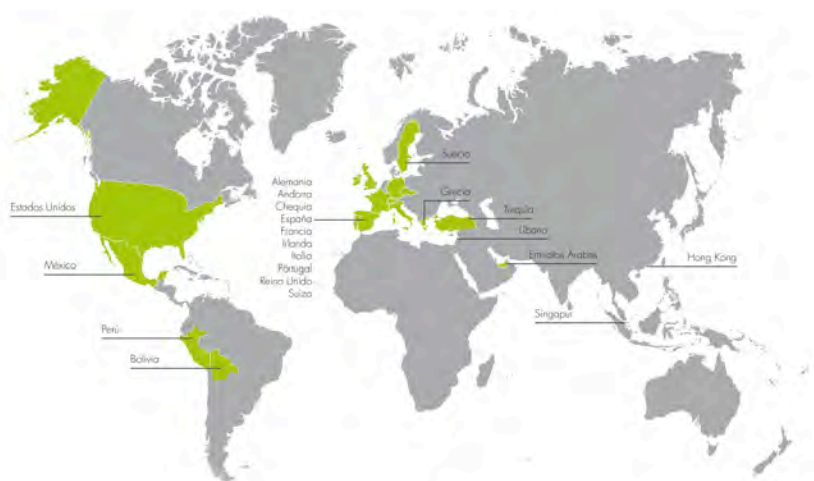 Suecia
Alemania
Andorra
Chequia
España
Francia
Irlanda
Italia
Portugal
Reino Unido
Suiza
Grecia
Turquía
Líbano
Emiratos Árabes
Hong Kong
Singapur
Estados Unidos
México
Perú
Bolivia